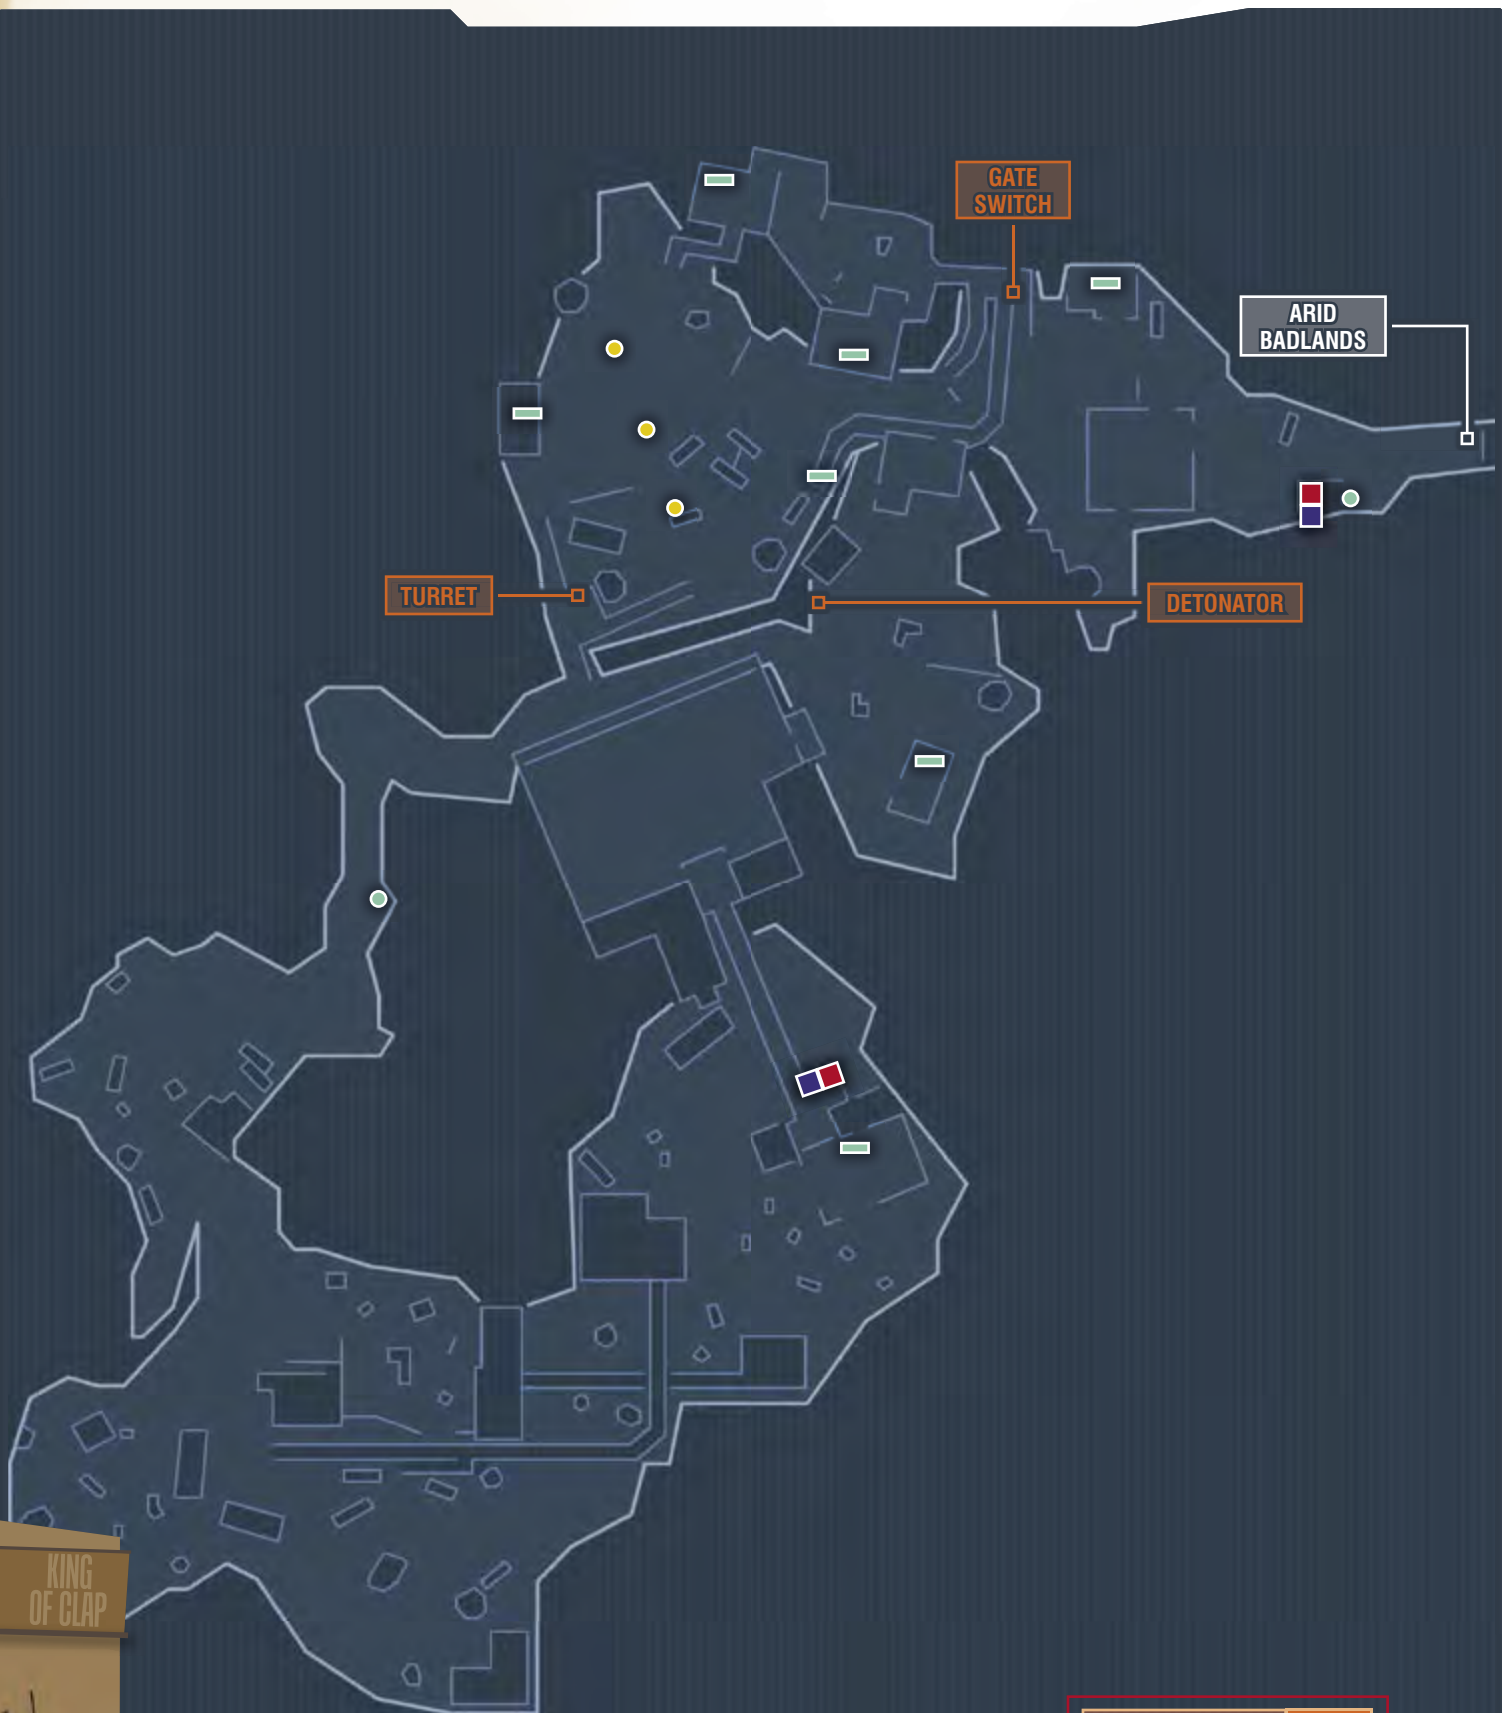 GATE
SWITCH
ARID
BADLANDS
TURRET
DETONATOR
KING
OF CLAP